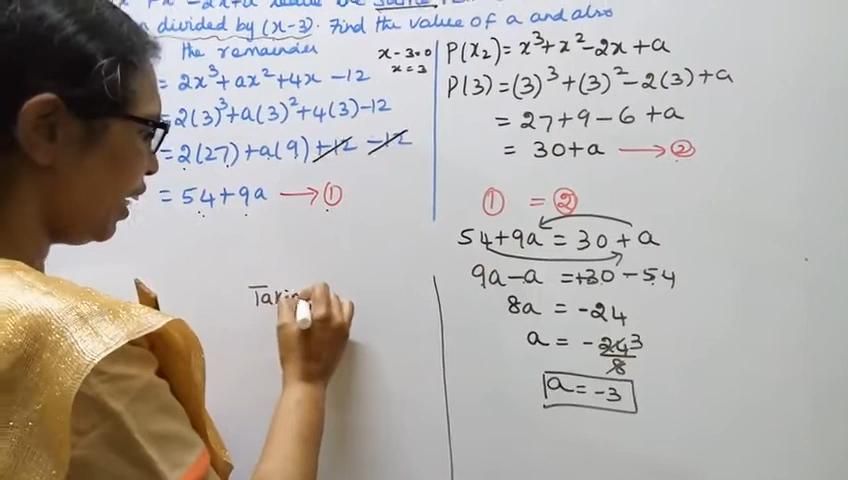 divided by (x-3). Find the value of a and also
the remainder
x-3=0
x=3
= 2x³+ax²+4x-12
= 2(3)³+a(3)²+4(3)-12
= 2(27)+a(9)+12-12
= 54+9a → ①
P(x₂)=x³+x²-2x+a
P(3)=(3)³+(3)²-2(3)+a
= 27+9-6+a
= 30+a → ②
① = ②
54+9a=30+a
9a-a=+30-54
8a=-24
a=-24 3
8
a=-3